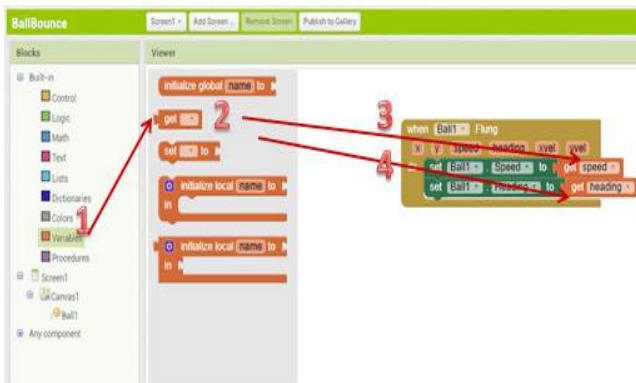 BallBounce
Screen1
Add Screen ...
Remove Screen
Publish to Gallery
Blocks
Viewer
Built-in
Control
Logic
Math
Text
Lists
Dictionaries
Colors
Variables
Procedures
Screen1
Canvas1
Ball1
Any component
initialize global name to
get
set to
initialize local name to
in
initialize local name to
in
1
2
3
4
when Ball1 . Flung
x y speed heading xvel yvel
do set Ball1 . Speed to get speed
set Ball1 . Heading to get heading